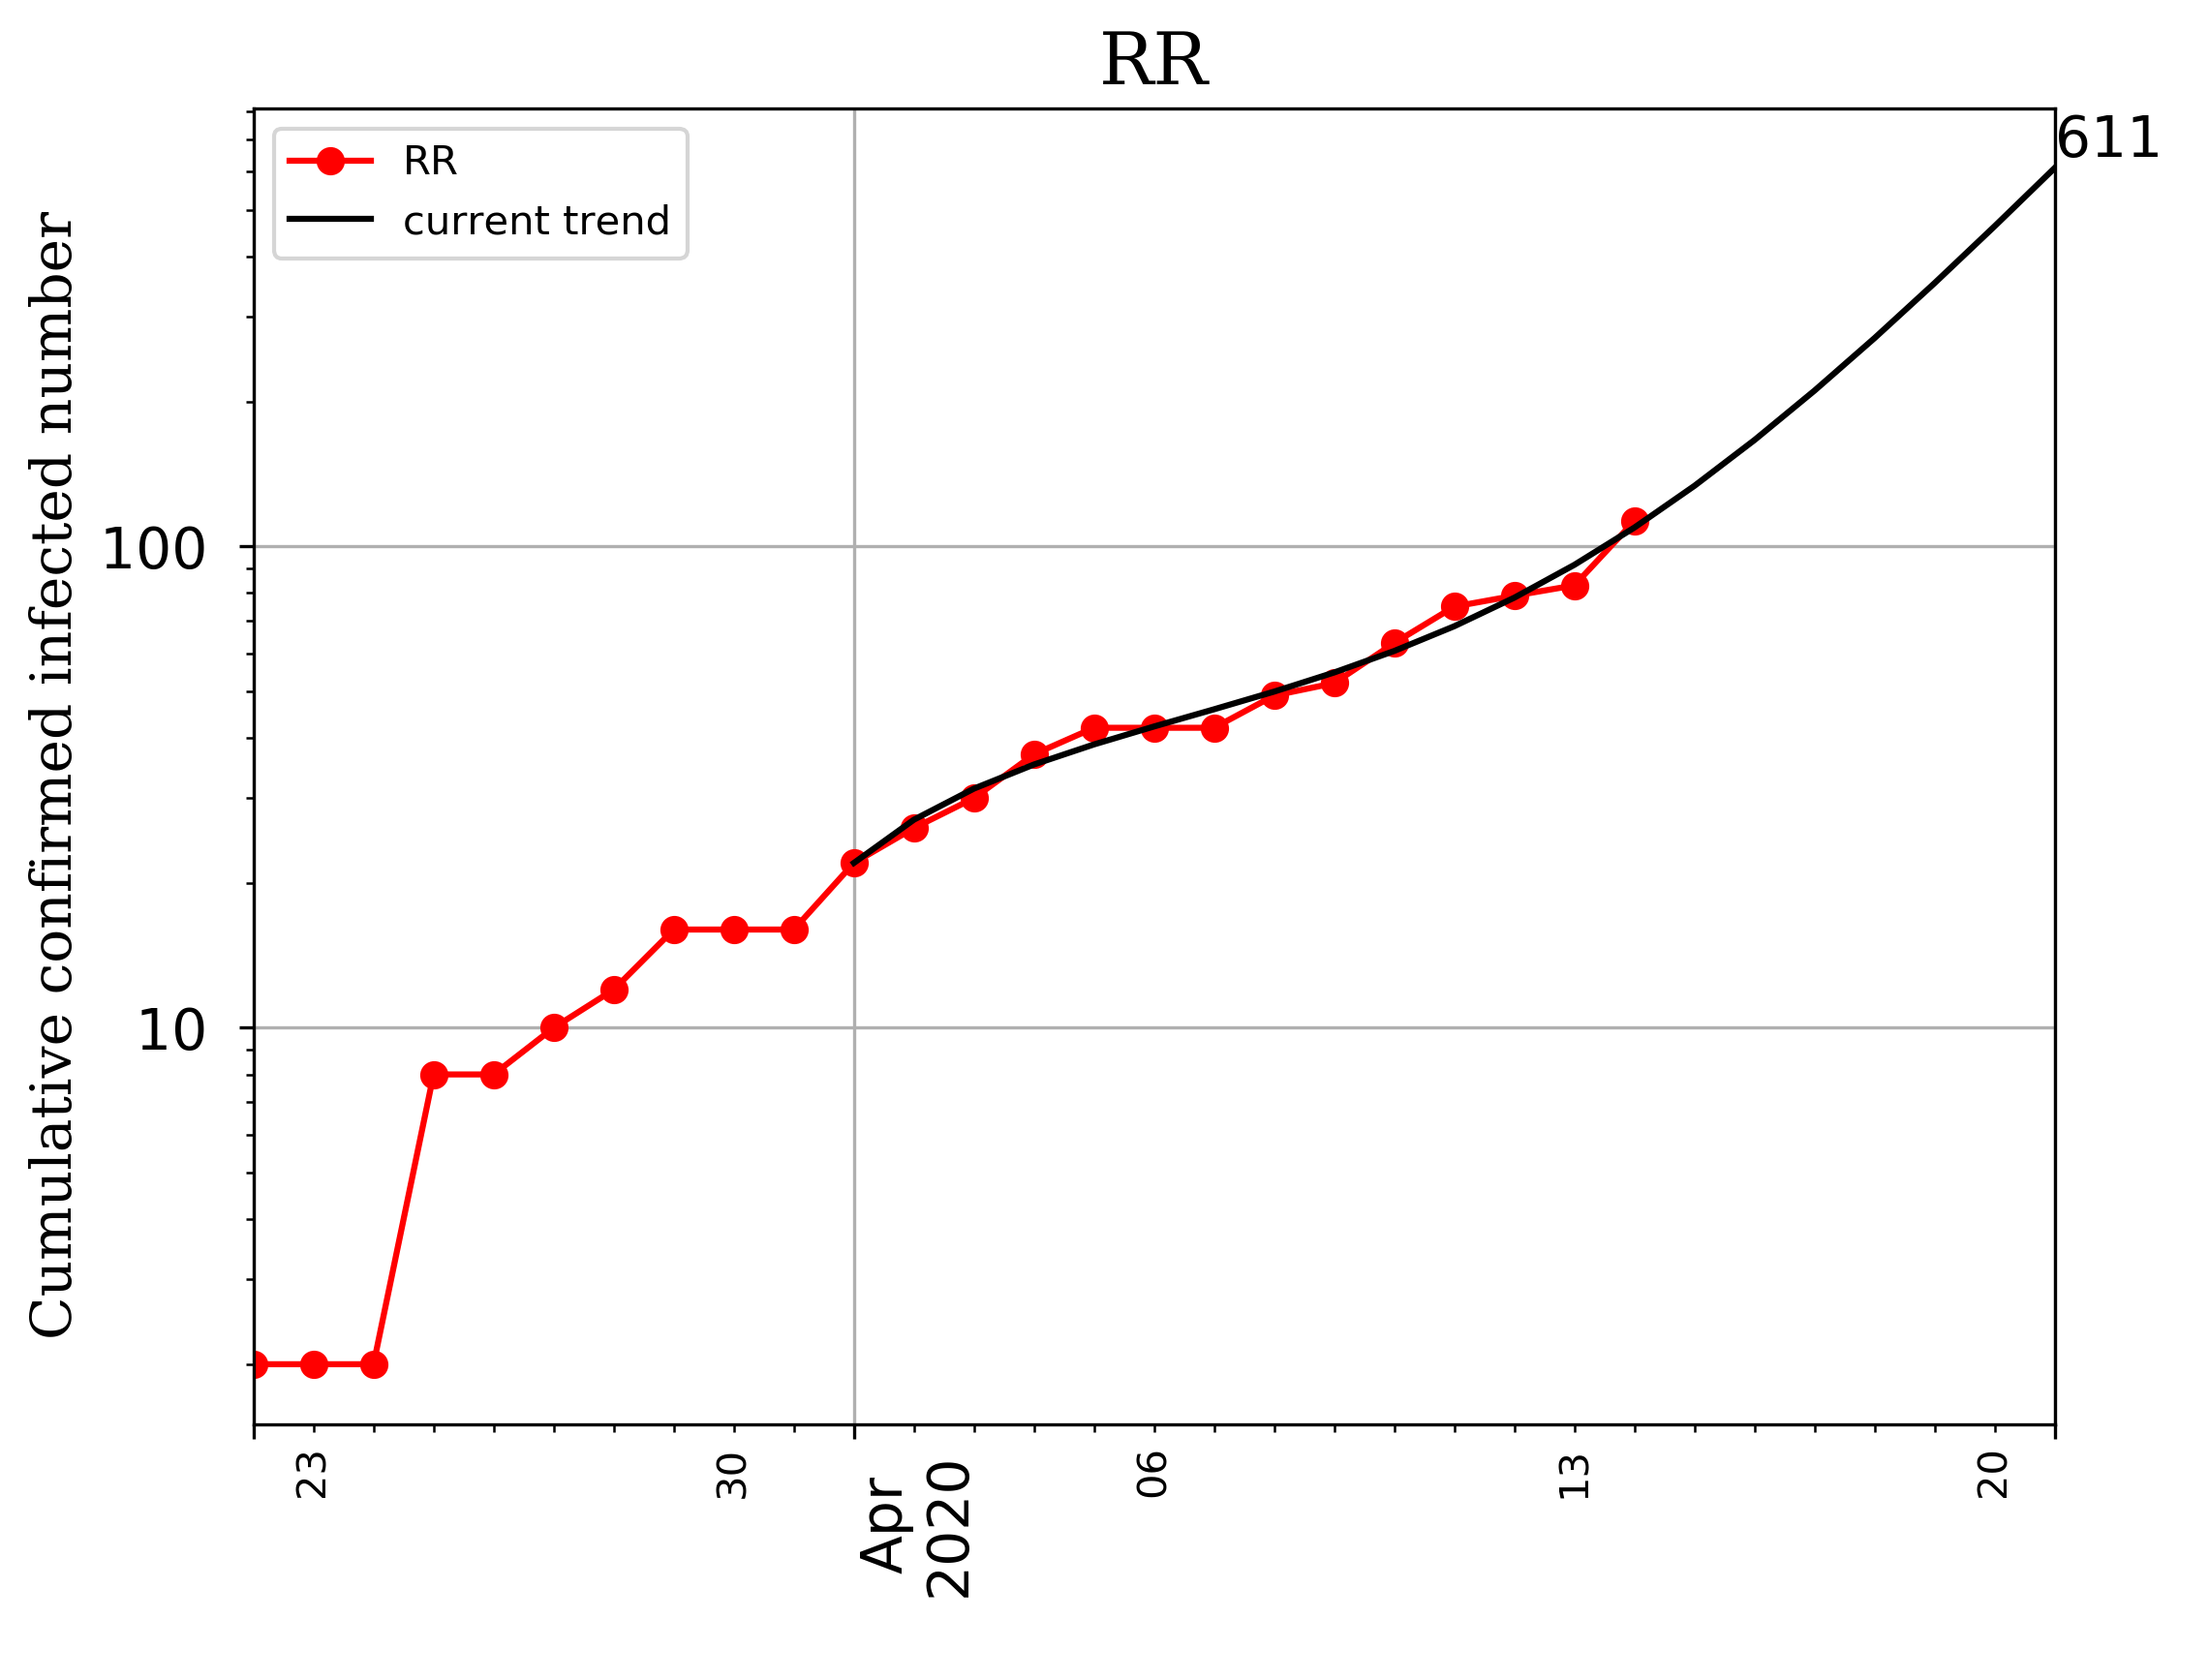 RR
611
RR
current trend
Cumulative confirmed infected number
100
10
23
30
Apr
2020
06
13
20